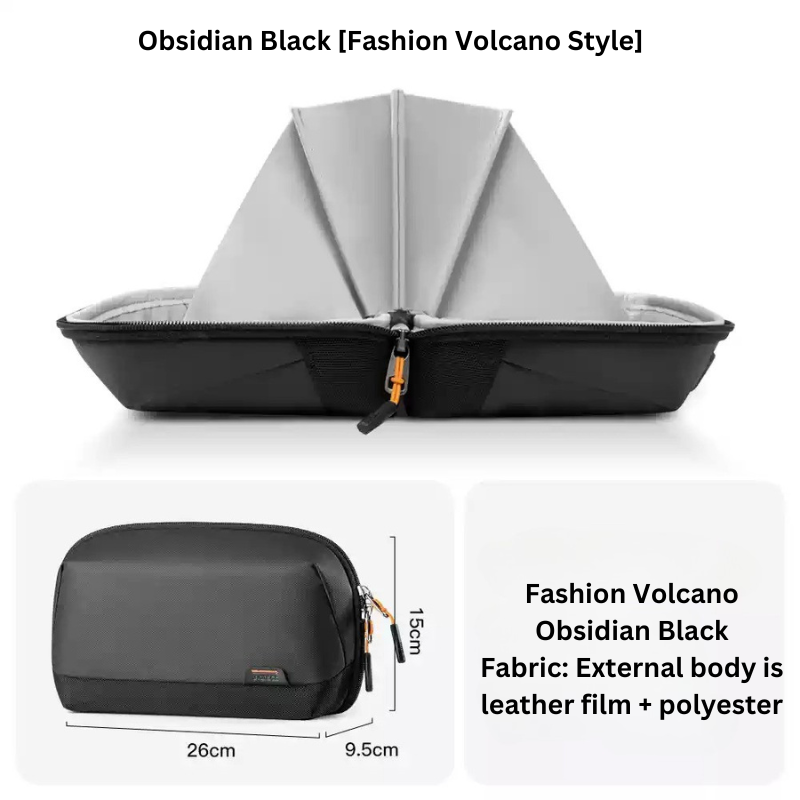 Obsidian Black [Fashion Volcano Style]
15cm
26cm
9.5cm
Fashion Volcano
Obsidian Black
Fabric: External body is
leather film + polyester